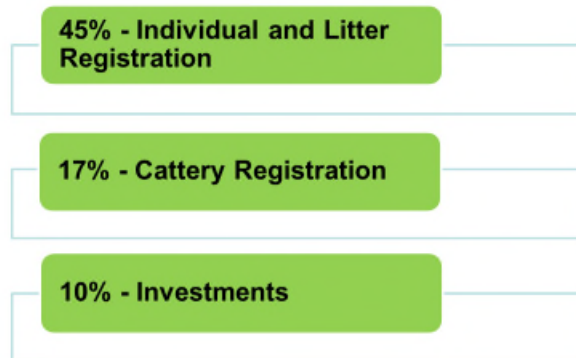 45% - Individual and Litter
Registration
17% - Cattery Registration
10% - Investments